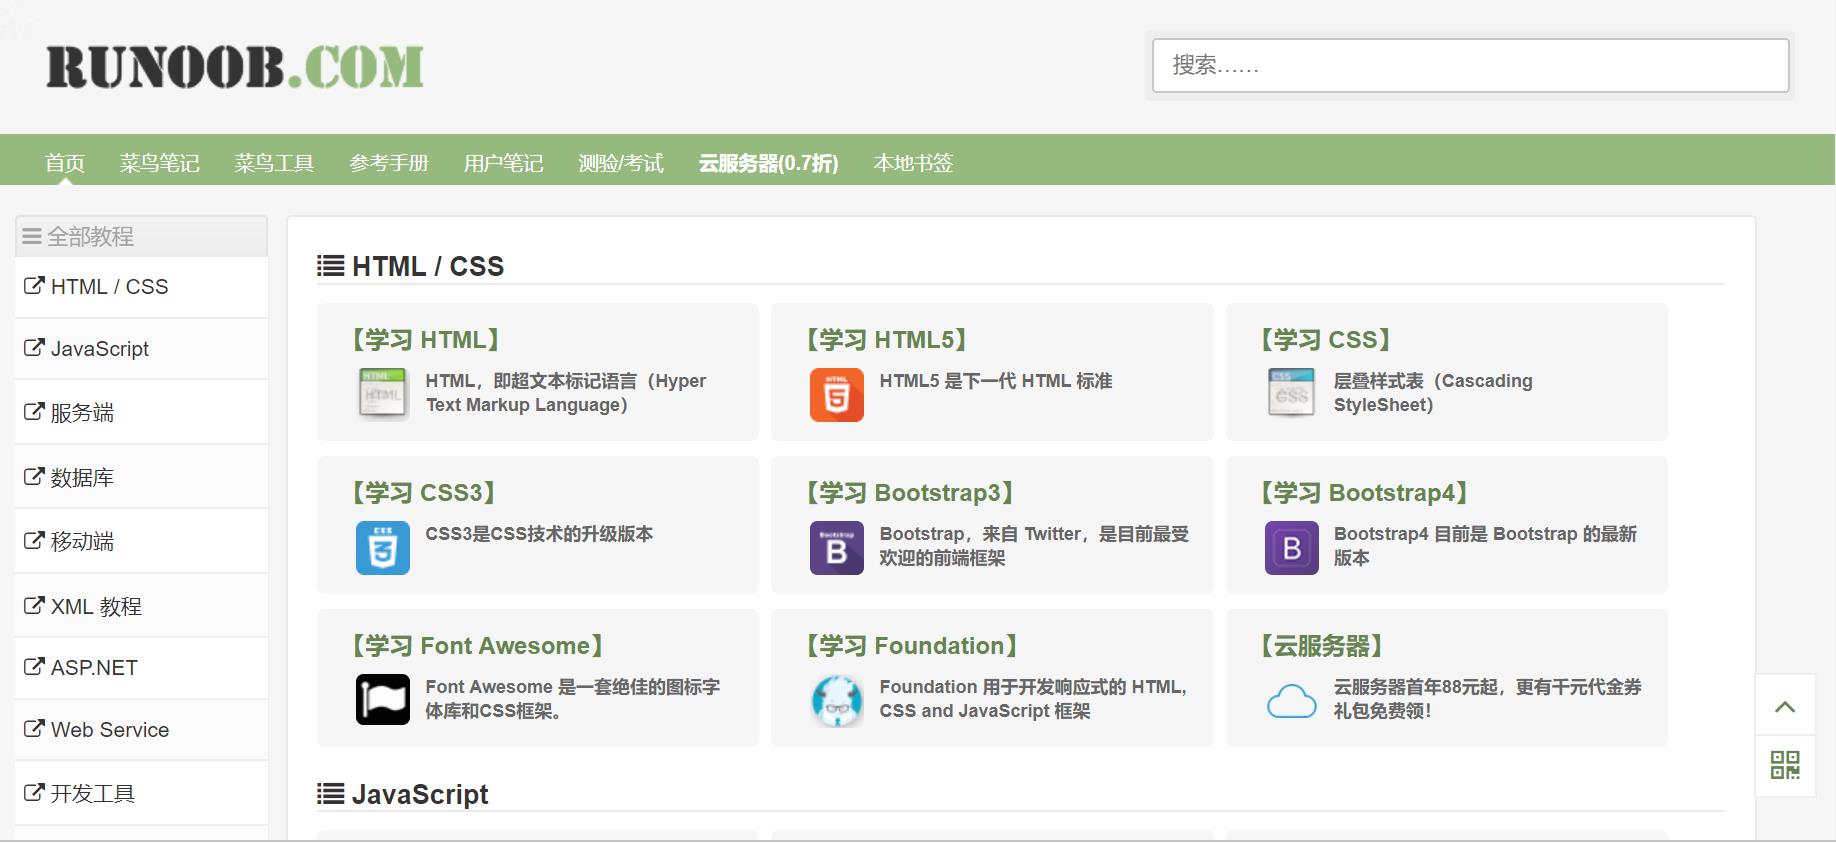 RUNOOB.COM
搜索……
首页 菜鸟笔记 菜鸟工具 参考手册 用户笔记 测验/考试 云服务器(0.7折) 本地书签
全部教程
HTML / CSS
JavaScript
服务端
数据库
移动端
XML 教程
ASP.NET
Web Service
开发工具
HTML / CSS
【学习 HTML】
HTML
HTML
HTML，即超文本标记语言（Hyper
Text Markup Language）
【学习 HTML5】
HTML
5
HTML5 是下一代 HTML 标准
【学习 CSS】
CSS
CSS
层叠样式表（Cascading
StyleSheet）
【学习 CSS3】
CSS
3
CSS3是CSS技术的升级版本
【学习 Bootstrap3】
Bootstrap
B
Bootstrap，来自 Twitter，是目前最受
欢迎的前端框架
【学习 Bootstrap4】
B
Bootstrap4 目前是 Bootstrap 的最新
版本
【学习 Font Awesome】
Font Awesome 是一套绝佳的图标字
体库和CSS框架。
【学习 Foundation】
Foundation 用于开发响应式的 HTML,
CSS and JavaScript 框架
【云服务器】
云服务器首年88元起，更有千元代金券
礼包免费领！
JavaScript